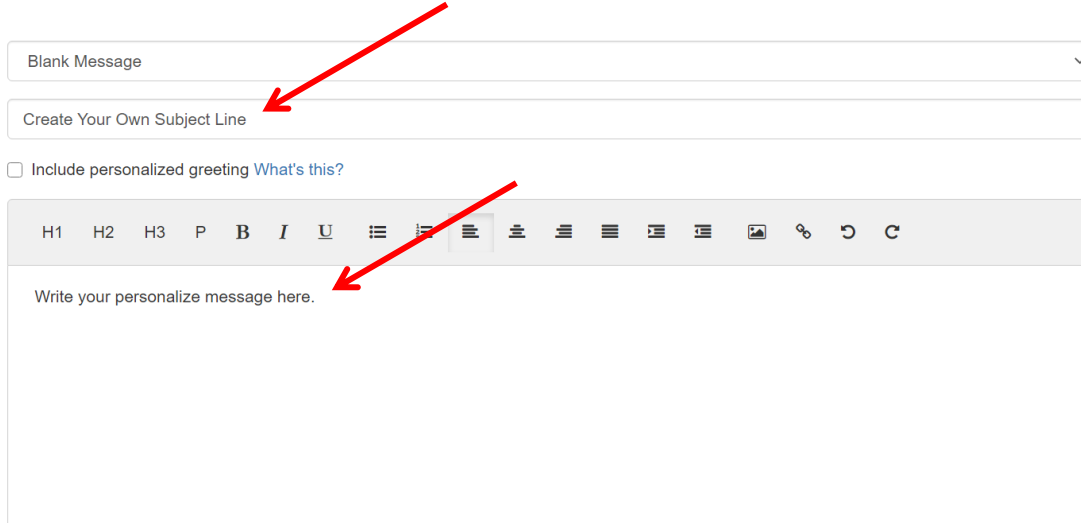 Blank Message
Create Your Own Subject Line
Include personalized greeting What's this?
H1 H2 H3 P B I U
Write your personalize message here.